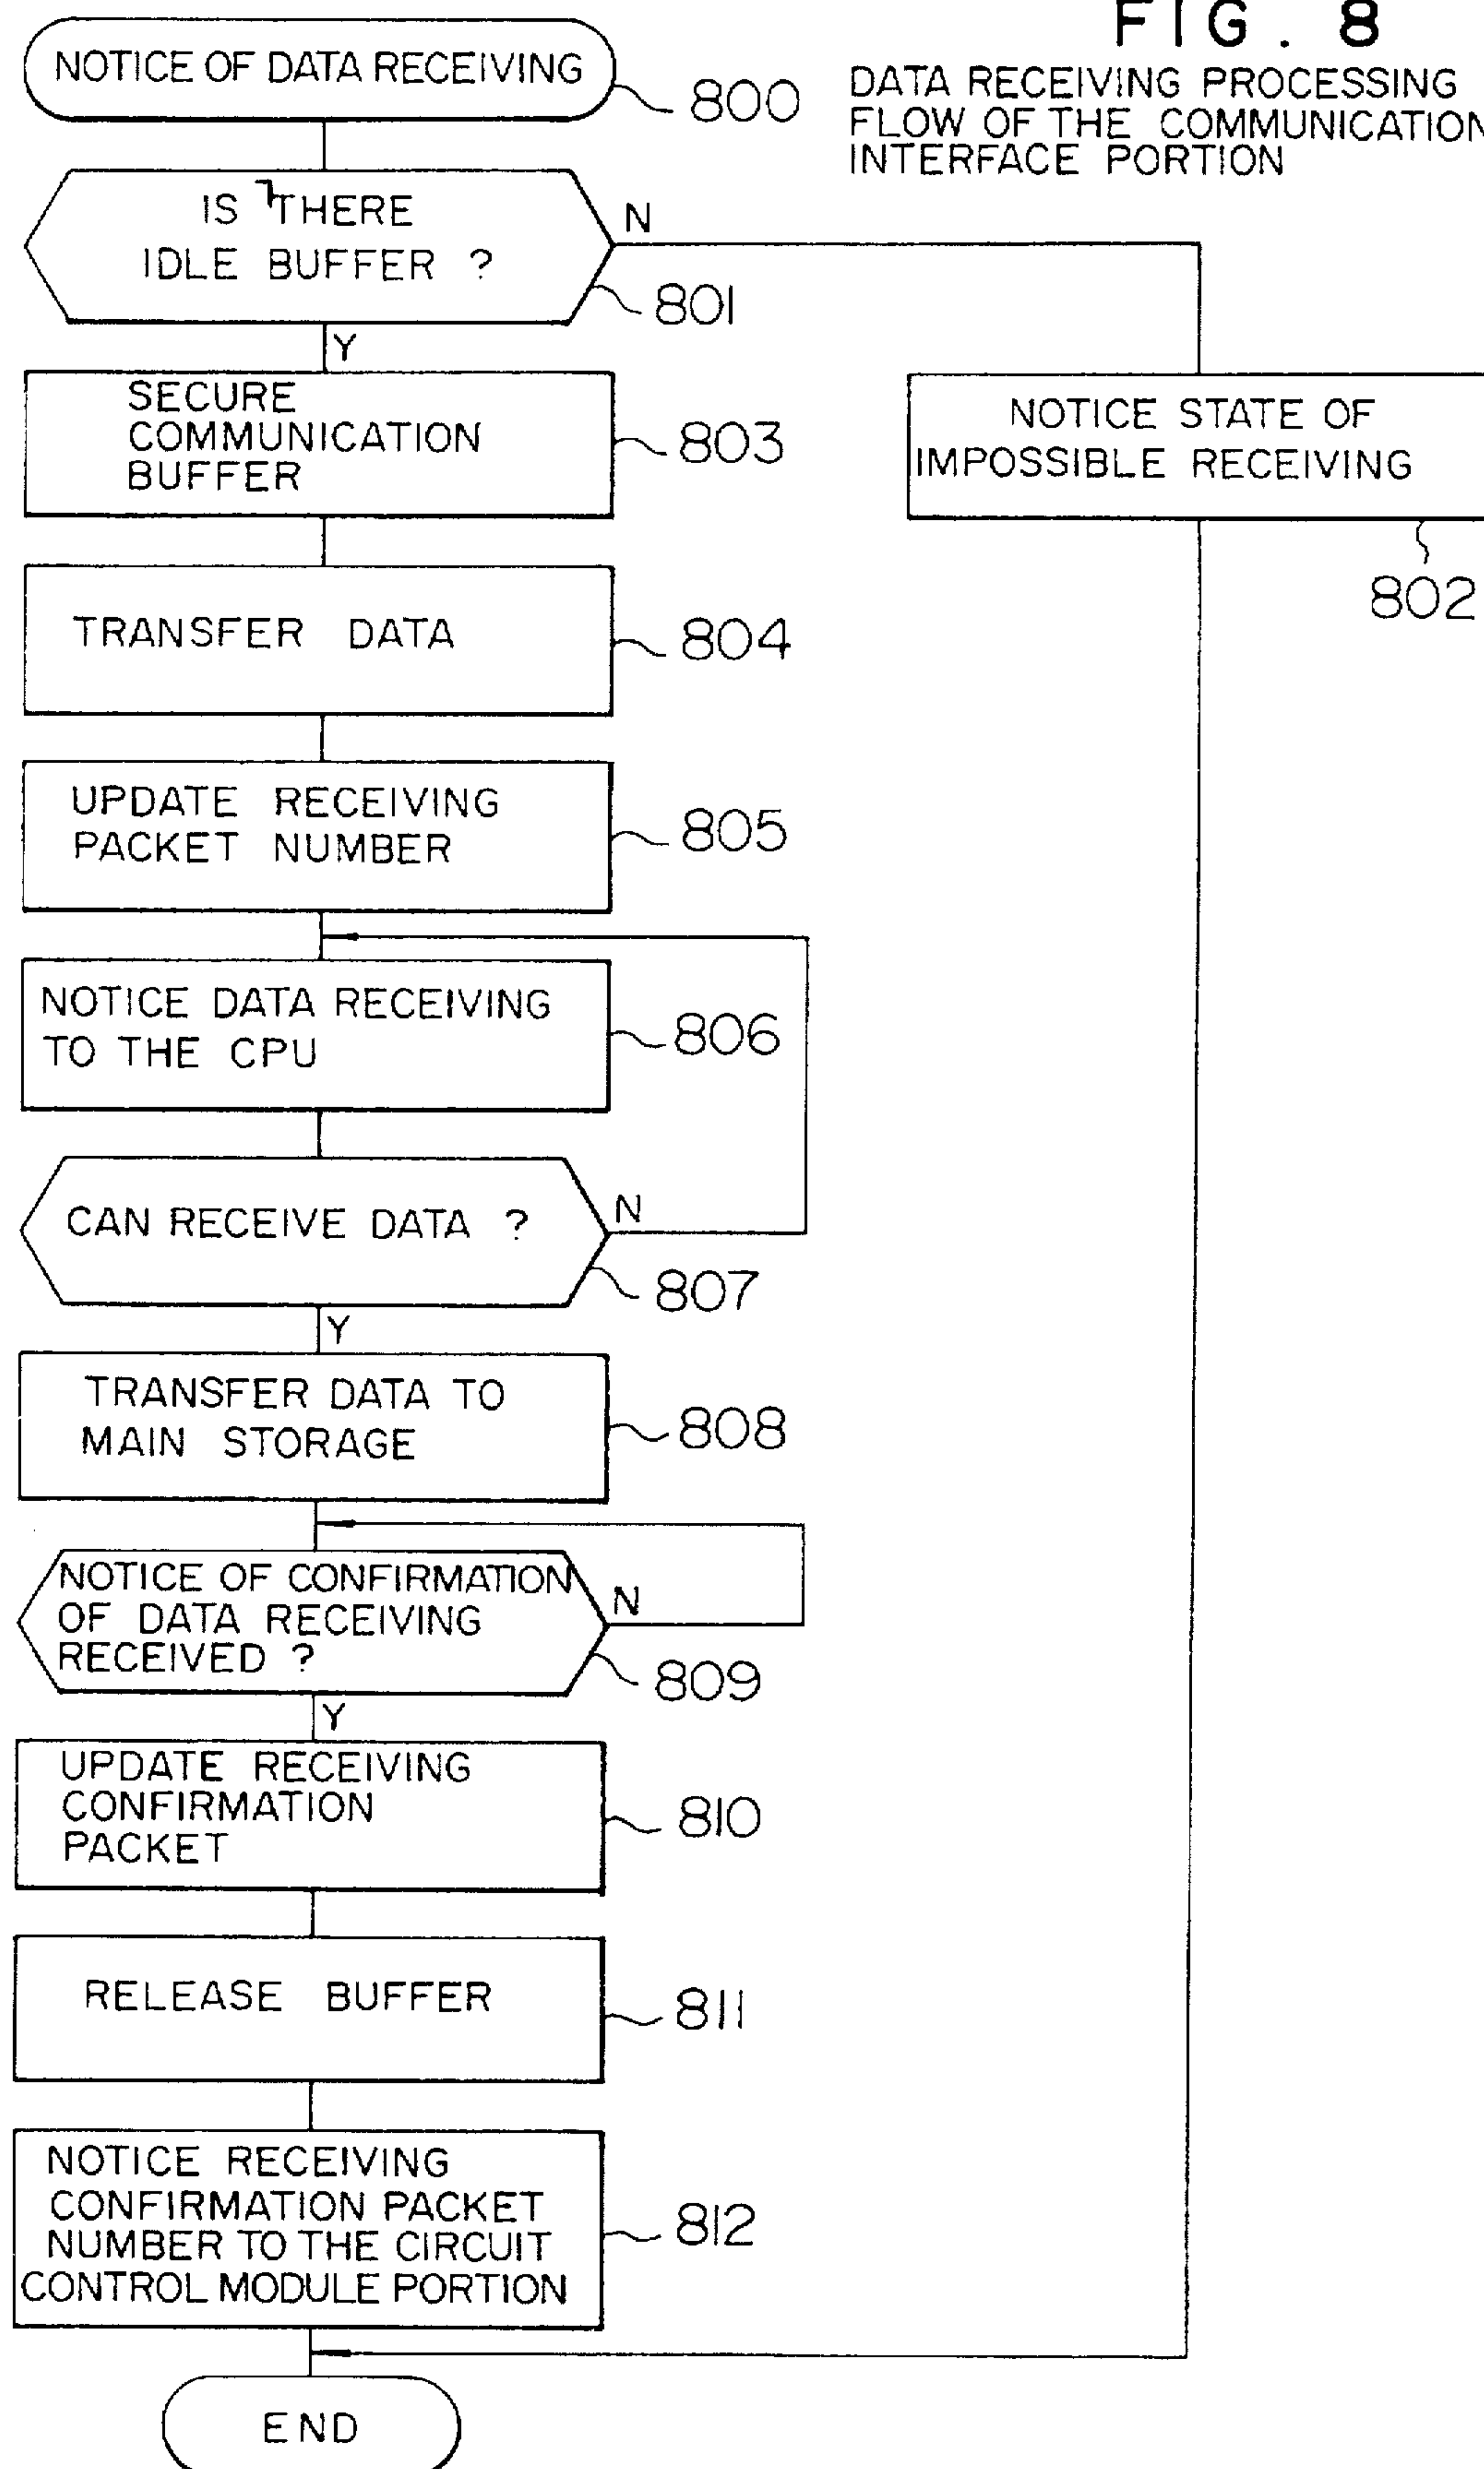 FIG. 8
DATA RECEIVING PROCESSING
FLOW OF THE COMMUNICATION
INTERFACE PORTION
NOTICE OF DATA RECEIVING
800
IS THERE
IDLE BUFFER ?
N
801
Y
SECURE
COMMUNICATION
BUFFER
803
NOTICE STATE OF
IMPOSSIBLE RECEIVING
802
TRANSFER DATA
804
UPDATE RECEIVING
PACKET NUMBER
805
NOTICE DATA RECEIVING
TO THE CPU
806
CAN RECEIVE DATA ?
N
807
Y
TRANSFER DATA TO
MAIN STORAGE
808
NOTICE OF CONFIRMATION
OF DATA RECEIVING
RECEIVED ?
N
809
Y
UPDATE RECEIVING
CONFIRMATION
PACKET
810
RELEASE BUFFER
811
NOTICE RECEIVING
CONFIRMATION PACKET
NUMBER TO THE CIRCUIT
CONTROL MODULE PORTION
812
END